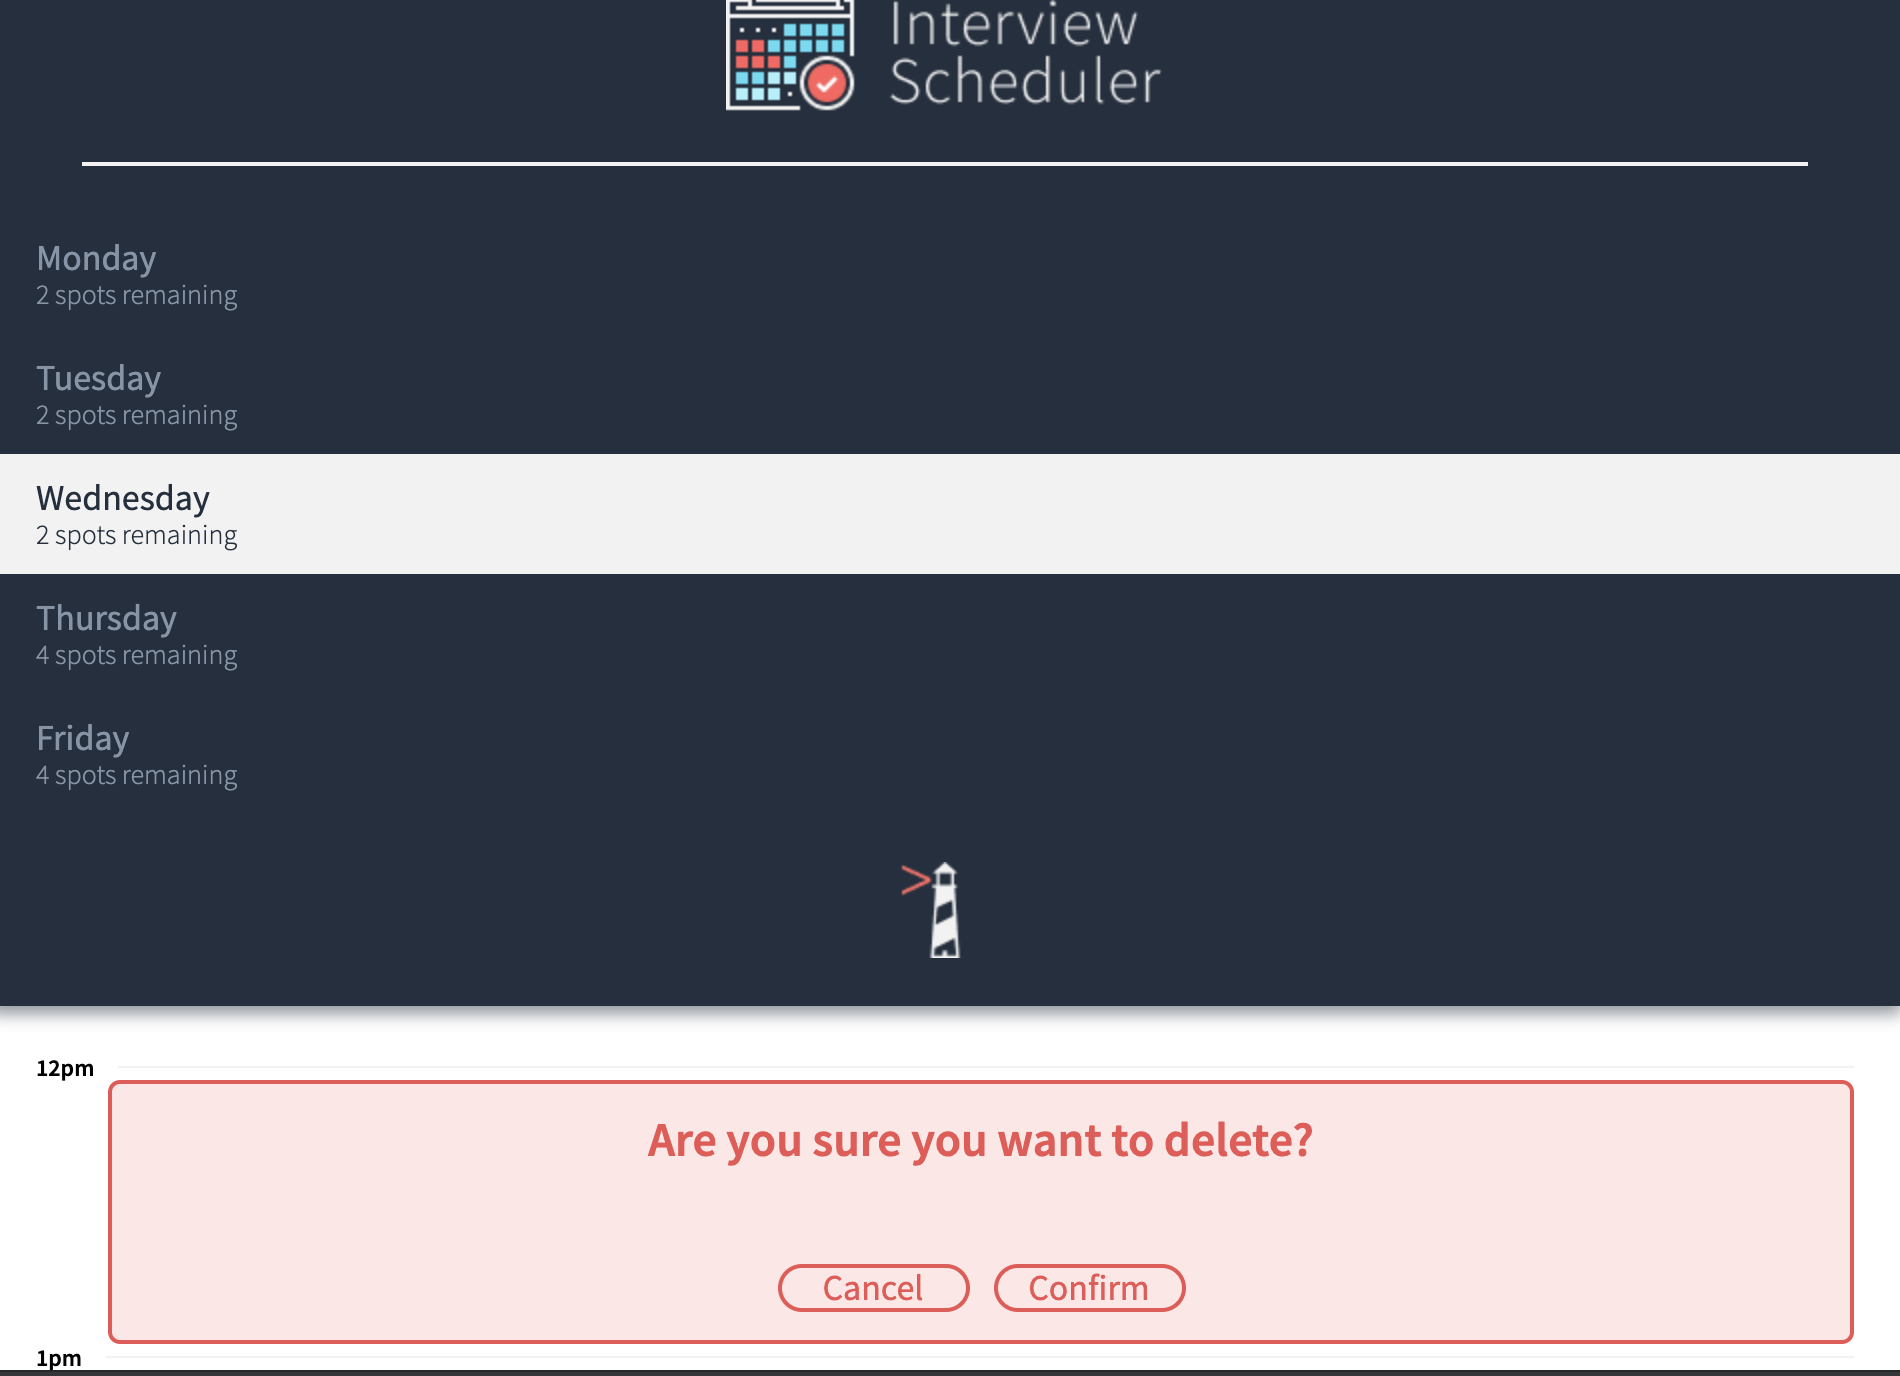 Interview
Scheduler
Monday
2 spots remaining
Tuesday
2 spots remaining
Wednesday
2 spots remaining
Thursday
4 spots remaining
Friday
4 spots remaining
12pm
Are you sure you want to delete?
Cancel Confirm
1pm